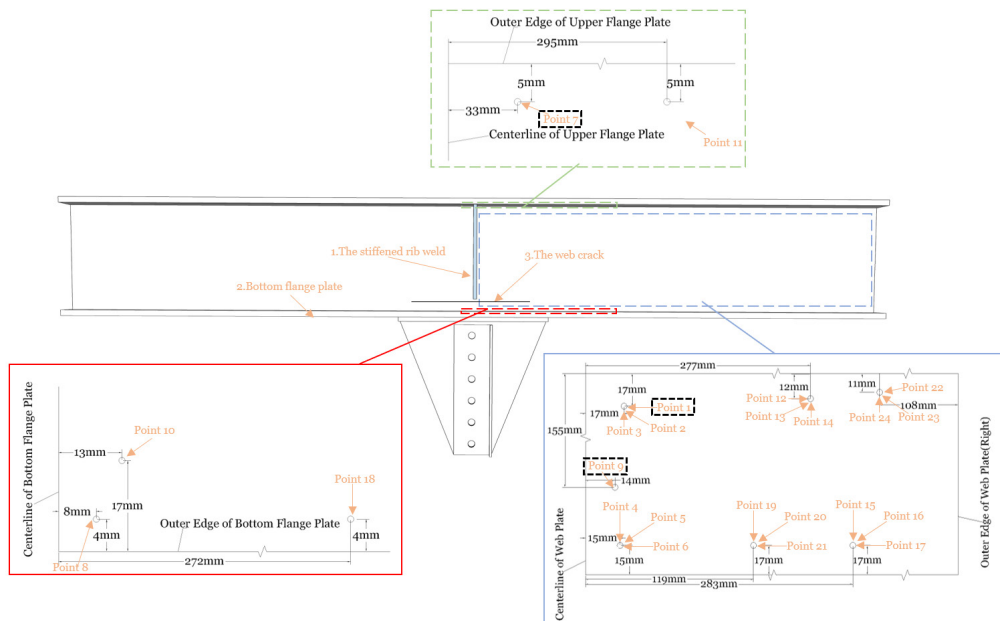 Outer Edge of Upper Flange Plate
295mm
5mm
5mm
33mm
Point 7
Centerline of Upper Flange Plate
Point 11
1.The stiffened rib weld
3.The web crack
2.Bottom flange plate
Centerline of Bottom Flange Plate
Point 10
13mm
Point 18
17mm
8mm
Outer Edge of Bottom Flange Plate
4mm
4mm
Point 8
272mm
277mm
17mm
12mm
11mm
Point 22
Point 12
17mm
Point 1
108mm
Point 13
Point 3
Point 2
Point 14
Point 24
Point 23
155mm
Point 9
14mm
Point 4
Point 19
Point 15
Point 5
Point 20
Point 16
15mm
Point 6
Point 21
Point 17
15mm
17mm
17mm
119mm
283mm
Centerline of Web Plate
Outer Edge of Web Plate(Right)